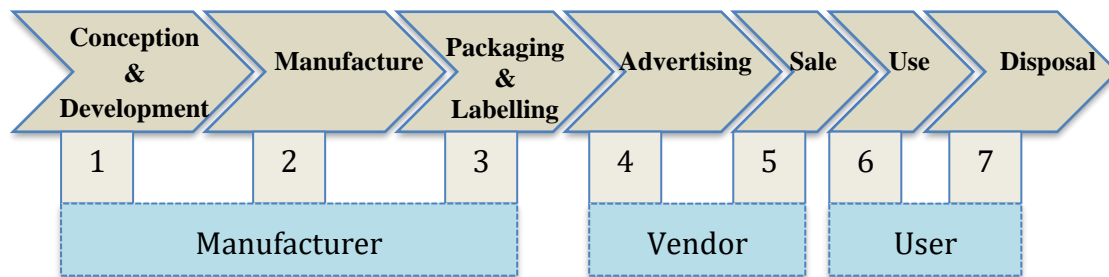 Conception
&
Development
Manufacture
Packaging
&
Labelling
Advertising
Sale
Use
Disposal
1
2
3
4
5
6
7
Manufacturer
Vendor
User